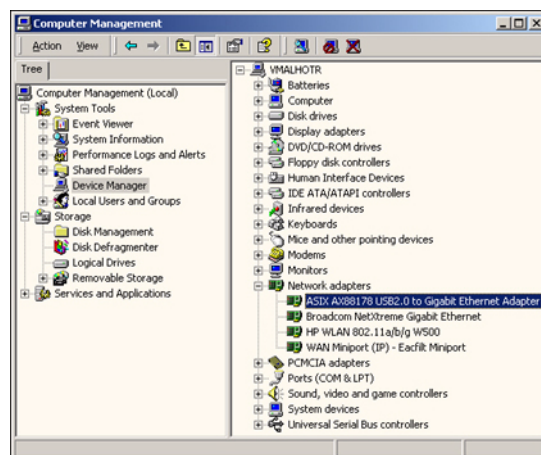 Computer Management
Action View
Tree
Computer Management (Local)
System Tools
Event Viewer
System Information
Performance Logs and Alerts
Shared Folders
Device Manager
Local Users and Groups
Storage
Disk Management
Disk Defragmenter
Logical Drives
Removable Storage
Services and Applications
VMALHOTR
Batteries
Computer
Disk drives
Display adapters
DVD/CD-ROM drives
Floppy disk controllers
Human Interface Devices
IDE ATA/ATAPI controllers
Infrared devices
Keyboards
Mice and other pointing devices
Modems
Monitors
Network adapters
ASIX AX88178 USB2.0 to Gigabit Ethernet Adapter
Broadcom NetXtreme Gigabit Ethernet
HP WLAN 802.11a/b/g W500
WAN Miniport (IP) - Eacfilt Miniport
PCMCIA adapters
Ports (COM & LPT)
Sound, video and game controllers
System devices
Universal Serial Bus controllers